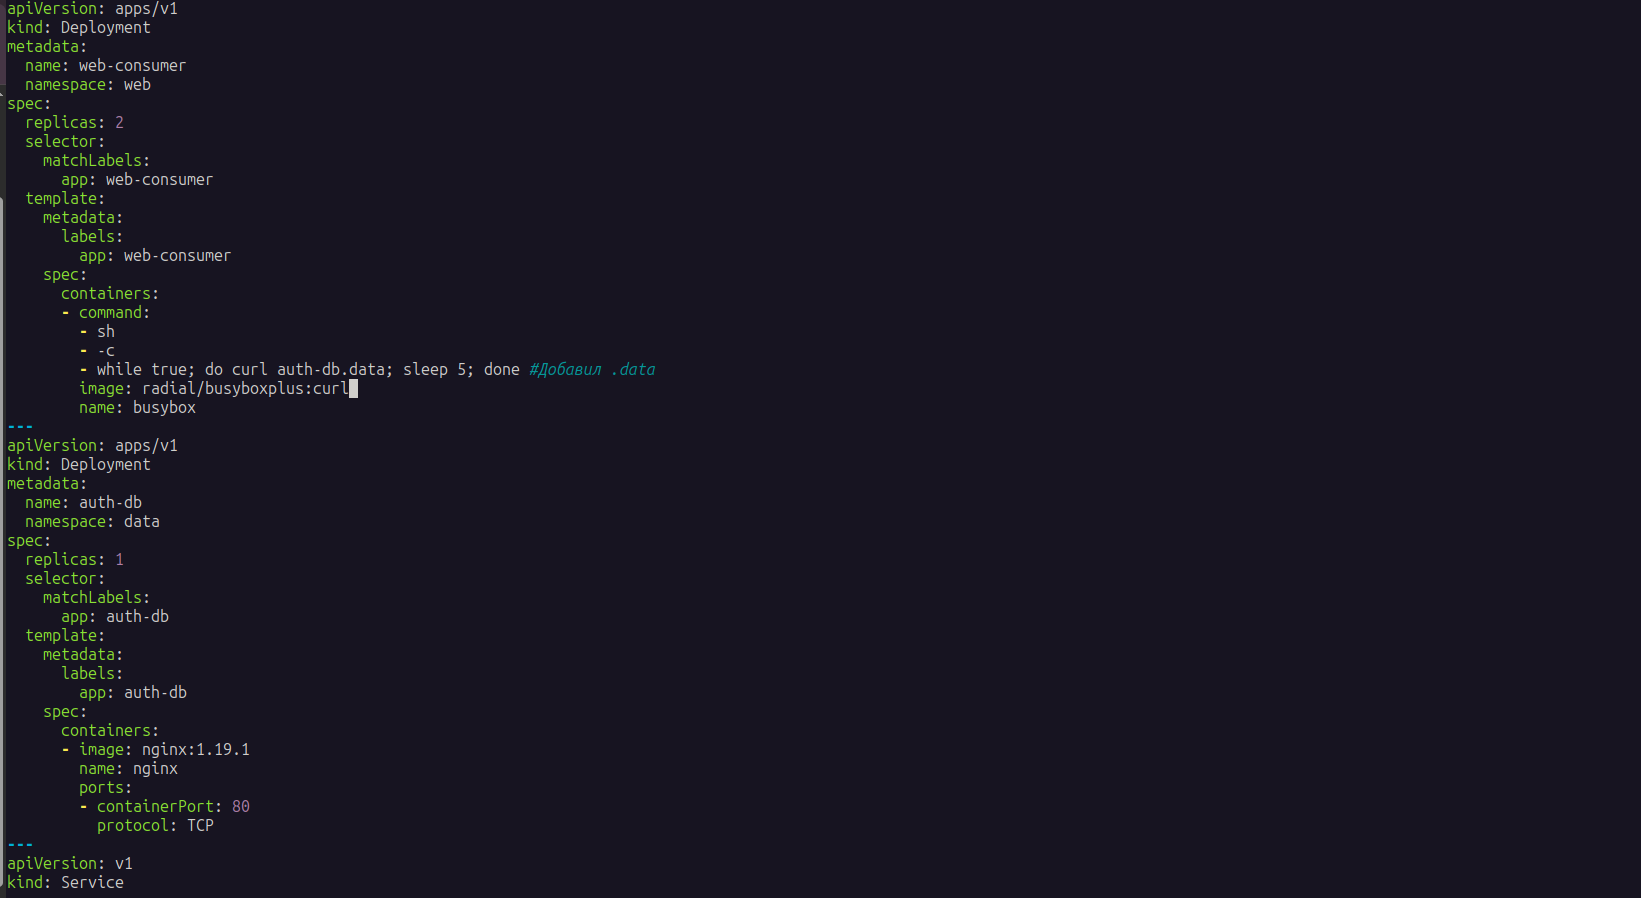 apiVersion: apps/v1
kind: Deployment
metadata:
  name: web-consumer
  namespace: web
spec:
  replicas: 2
  selector:
    matchLabels:
      app: web-consumer
  template:
    metadata:
      labels:
        app: web-consumer
    spec:
      containers:
      - command:
        - sh
        - -c
        - while true; do curl auth-db.data; sleep 5; done #Добавил .data
        image: radial/busyboxplus:curl
        name: busybox
---
apiVersion: apps/v1
kind: Deployment
metadata:
  name: auth-db
  namespace: data
spec:
  replicas: 1
  selector:
    matchLabels:
      app: auth-db
  template:
    metadata:
      labels:
        app: auth-db
    spec:
      containers:
      - image: nginx:1.19.1
        name: nginx
        ports:
        - containerPort: 80
          protocol: TCP
---
apiVersion: v1
kind: Service